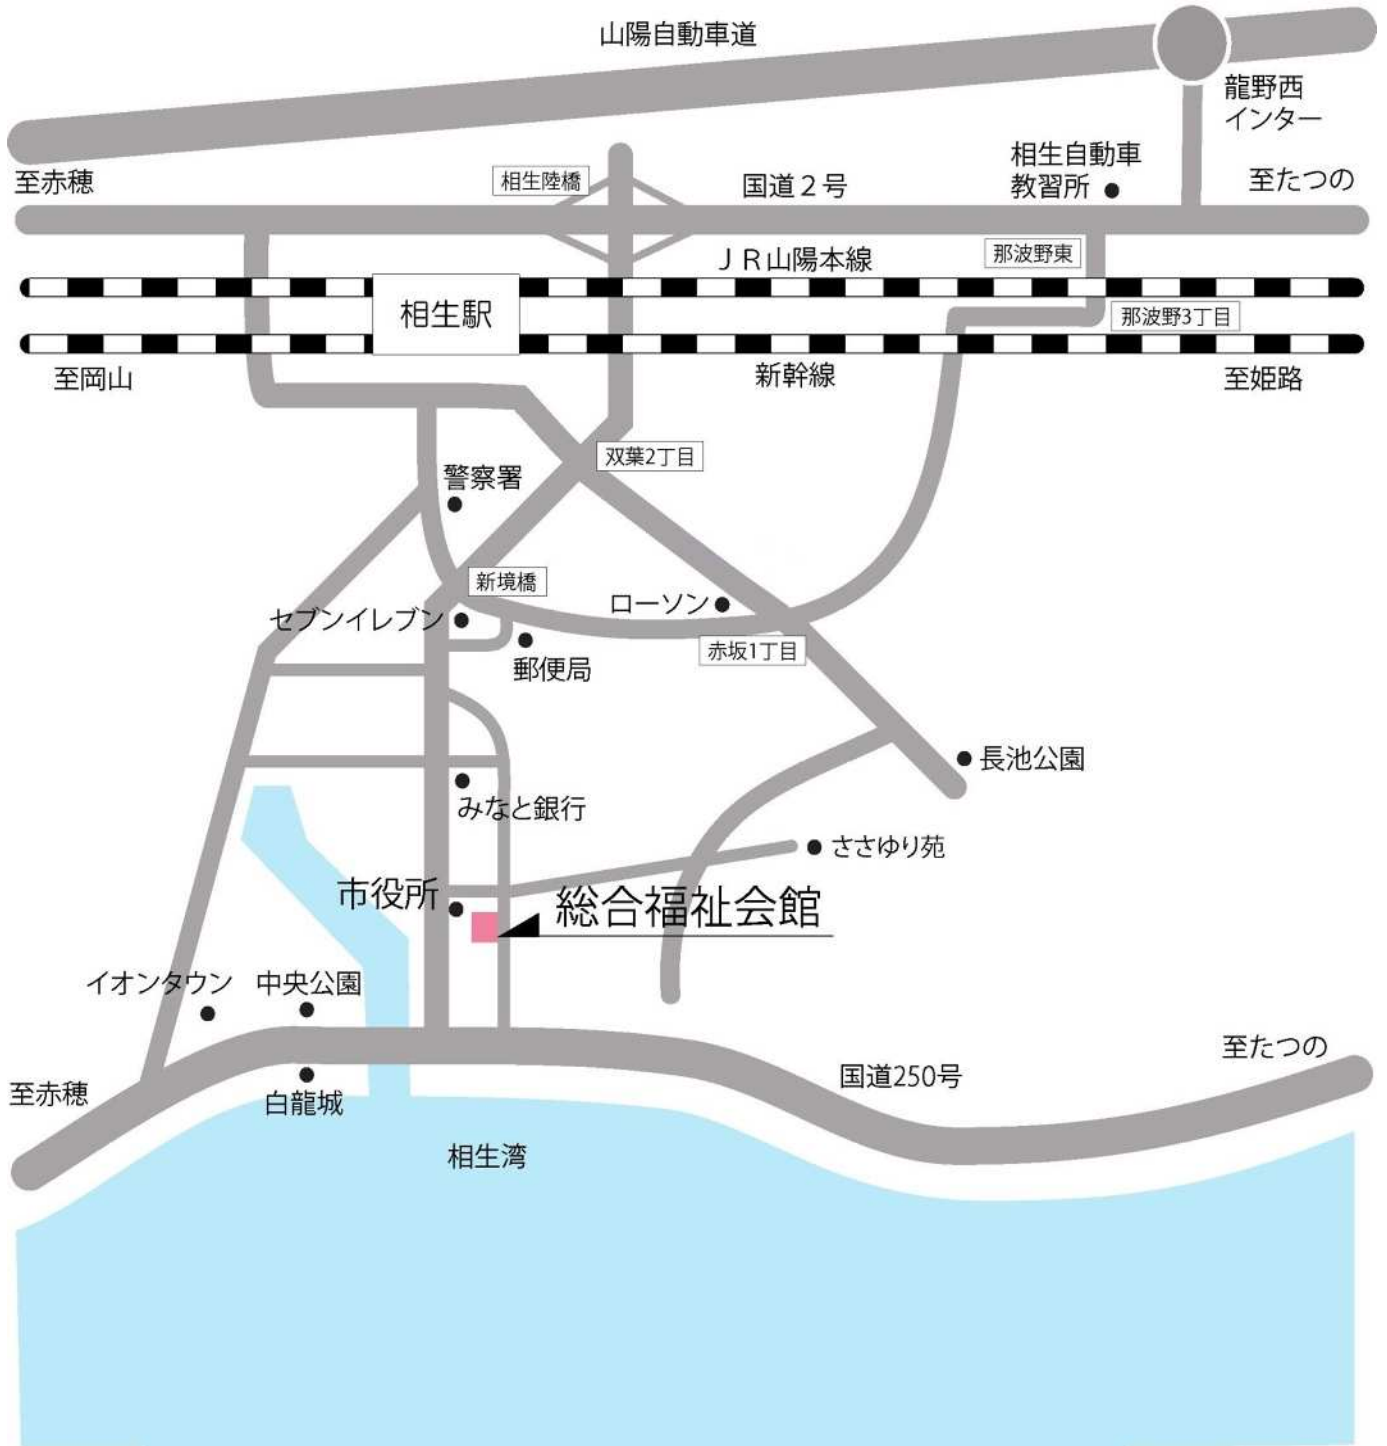 山陽自動車道
龍野西
インター
相生自動車
教習所
至赤穂
相生陸橋
国道２号
至たつの
那波野東
ＪＲ山陽本線
相生駅
那波野3丁目
至岡山
新幹線
至姫路
双葉2丁目
警察署
新境橋
ローソン
セブンイレブン
赤坂1丁目
郵便局
長池公園
みなと銀行
ささゆり苑
市役所
総合福祉会館
イオンタウン
中央公園
至たつの
国道250号
至赤穂
白龍城
相生湾